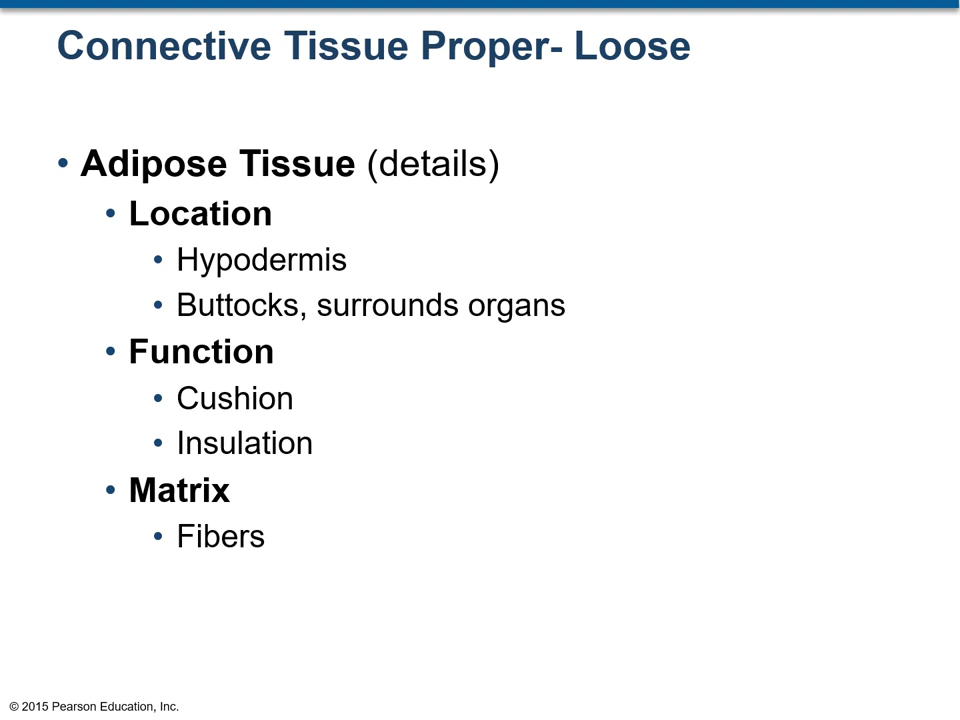 Connective Tissue Proper- Loose
• Adipose Tissue (details)
• Location
• Hypodermis
• Buttocks, surrounds organs
• Function
• Cushion
• Insulation
• Matrix
• Fibers
© 2015 Pearson Education, Inc.